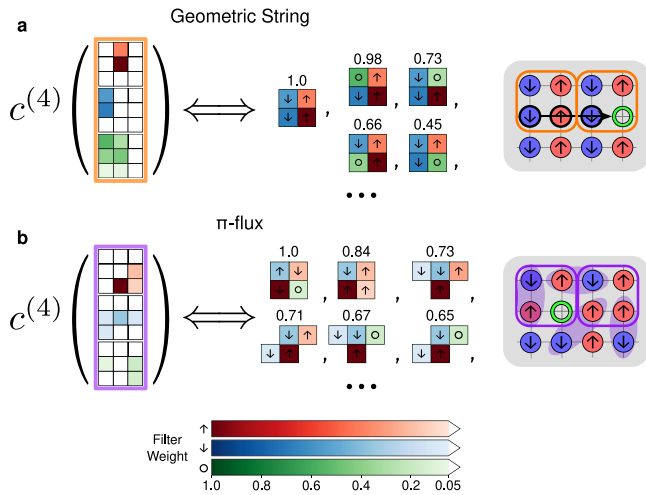 Geometric String
a
c(4)
1.0
0.98
0.73
↓ ↑
○ ↑
↓ ○
↓ ↑ ,
↓ ↑ ,
↓ ↑ ,
0.66
0.45
○ ↑
↓ ↑
○ ↑ ,
↓ ○ ,
•••
↓ ↑ ↓ ↑
↓ ↑ ↓
↓ ↑ ↓ ↑
π-flux
b
c(4)
1.0
0.84
0.73
↑ ↓
↓ ↑
↓ ↓ ↑
↓ ○ ,
↑ ↑ ,
↑ ,
0.71
0.67
0.65
↓ ↑
↓ ↓ ○
↓ ○
↓ ↑ ,
↑ ,
↓ ↑ ,
•••
↓ ↑ ↓ ↑
↑ ↑ ↑
↓ ↓ ↑ ↓
Filter
Weight
↑
↓
○
1.0 0.8 0.6 0.4 0.2 0.05